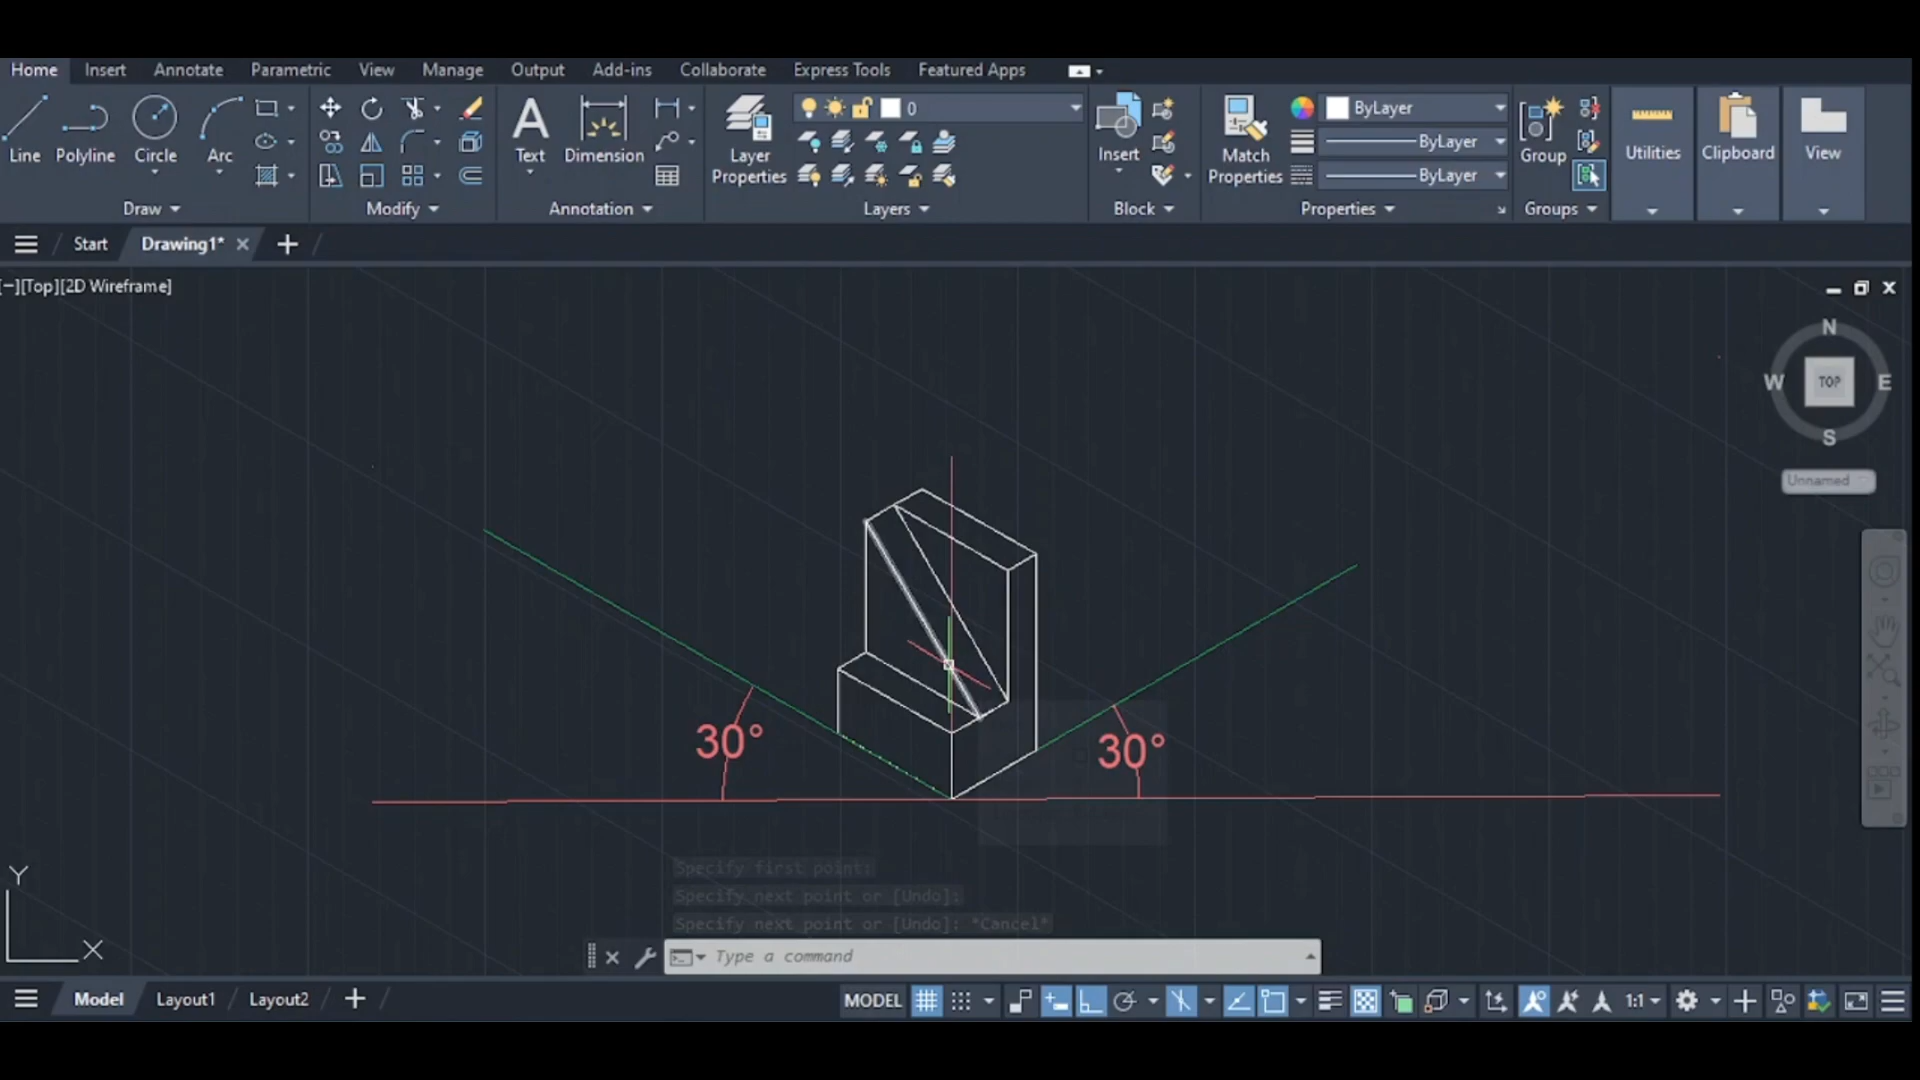 Home Insert Annotate Parametric View Manage Output Add-ins Collaborate Express Tools Featured Apps
Line Polyline Circle Arc
Draw
Modify
Text Dimension
Annotation
Layer Properties
0
Layers
Insert
Block
Match Properties
ByLayer
ByLayer
ByLayer
Properties
Group
Groups
Utilities
Clipboard
View
Start Drawing1*
[−][Top][2D Wireframe]
N
W TOP E
S
Unnamed
30°
30°
Specify first point:
Specify next point or [Undo]:
Specify next point or [Undo]: *Cancel*
Type a command
Y
X
Model Layout1 Layout2
MODEL 1:1